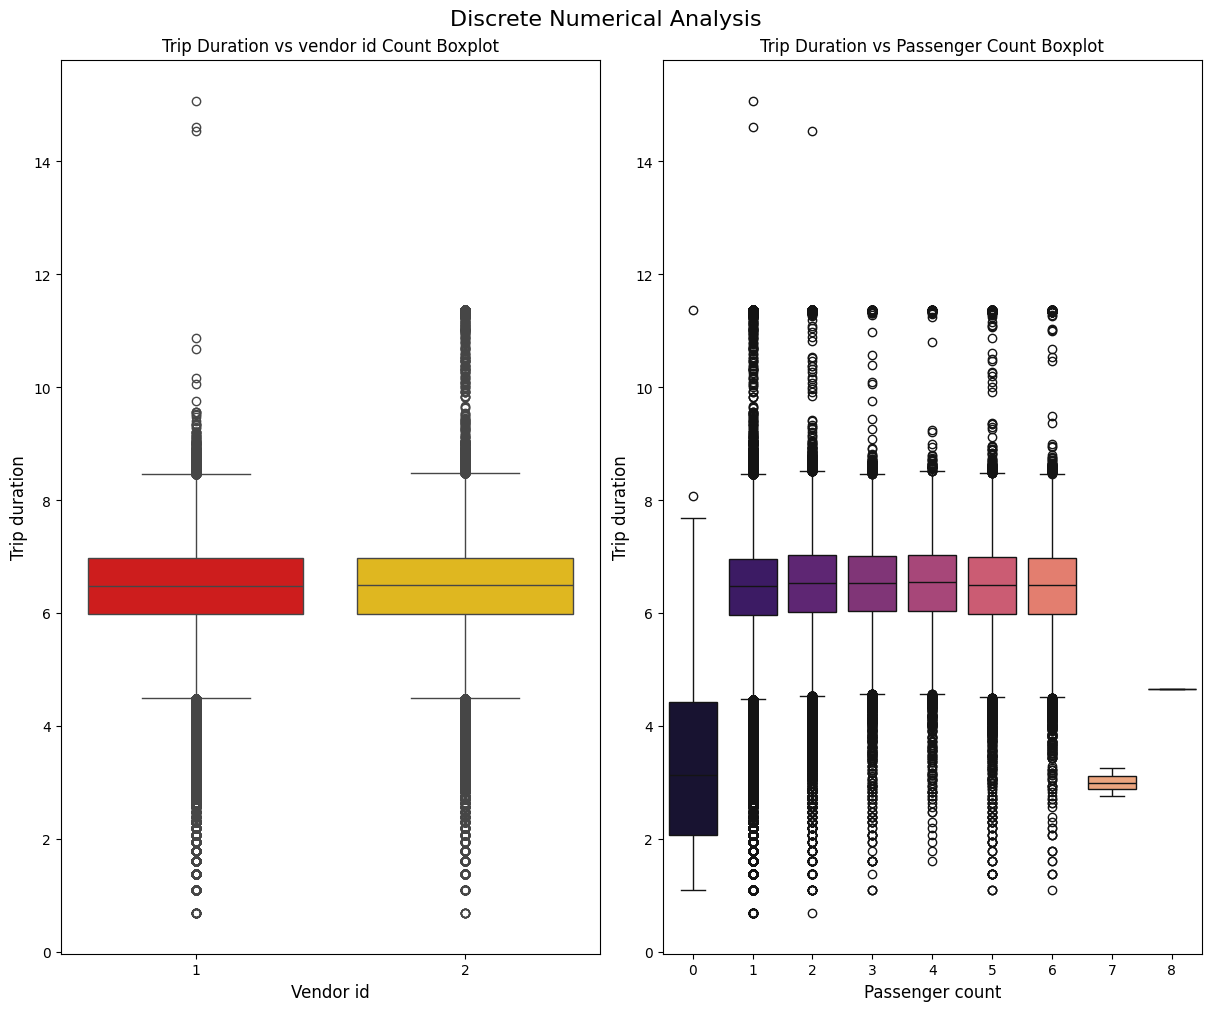 Discrete Numerical Analysis
Trip Duration vs vendor id Count Boxplot
14
12
10
8
6
4
2
0
Trip duration
1 2
Vendor id
Trip Duration vs Passenger Count Boxplot
14
12
10
8
6
4
2
0
Trip duration
0 1 2 3 4 5 6 7 8
Passenger count